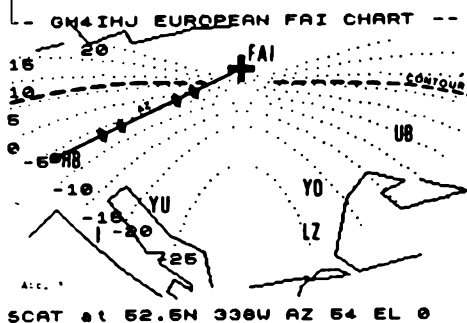 -- GM4IHJ EUROPEAN FAI CHART --
20
FAI
15
10
CONTOUR
AZ
5
UB
0
-5 HB
-10
YU
YO
-15
-20
LZ
-25
SCAT at 52.5N 338W AZ 54 EL 0